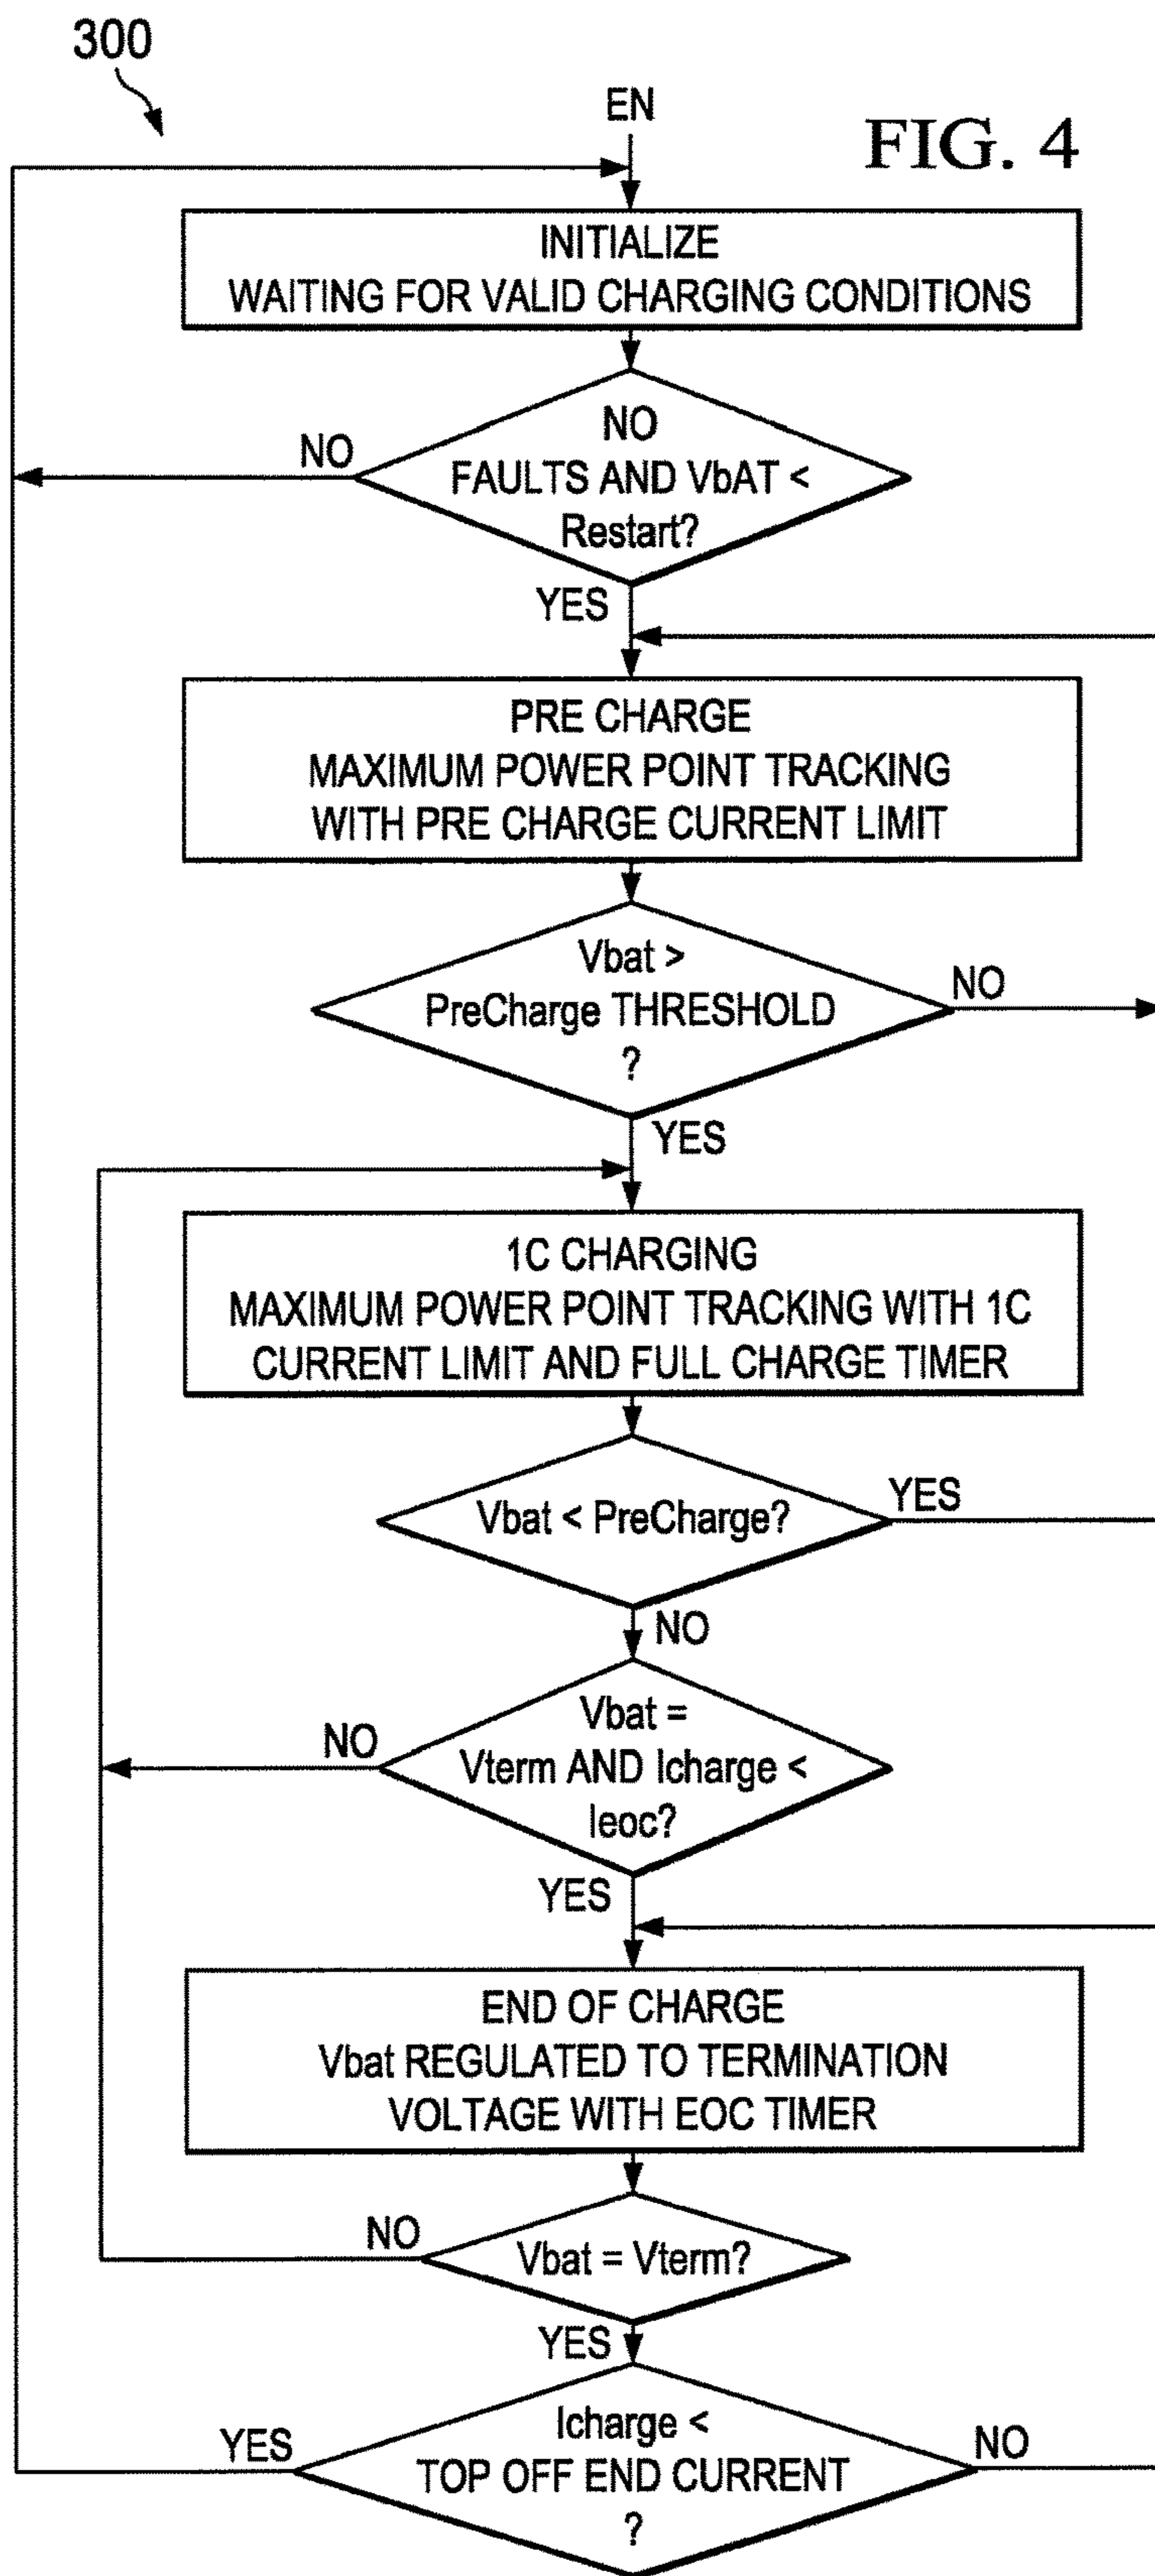 300
EN
FIG. 4
INITIALIZE
WAITING FOR VALID CHARGING CONDITIONS
NO
FAULTS AND VbAT <
Restart?
NO
YES
PRE CHARGE
MAXIMUM POWER POINT TRACKING
WITH PRE CHARGE CURRENT LIMIT
Vbat >
PreCharge THRESHOLD
?
NO
YES
1C CHARGING
MAXIMUM POWER POINT TRACKING WITH 1C
CURRENT LIMIT AND FULL CHARGE TIMER
Vbat < PreCharge?
YES
NO
Vbat =
Vterm AND Icharge <
Ieoc?
NO
YES
END OF CHARGE
Vbat REGULATED TO TERMINATION
VOLTAGE WITH EOC TIMER
Vbat = Vterm?
NO
YES
Icharge <
TOP OFF END CURRENT
?
YES
NO